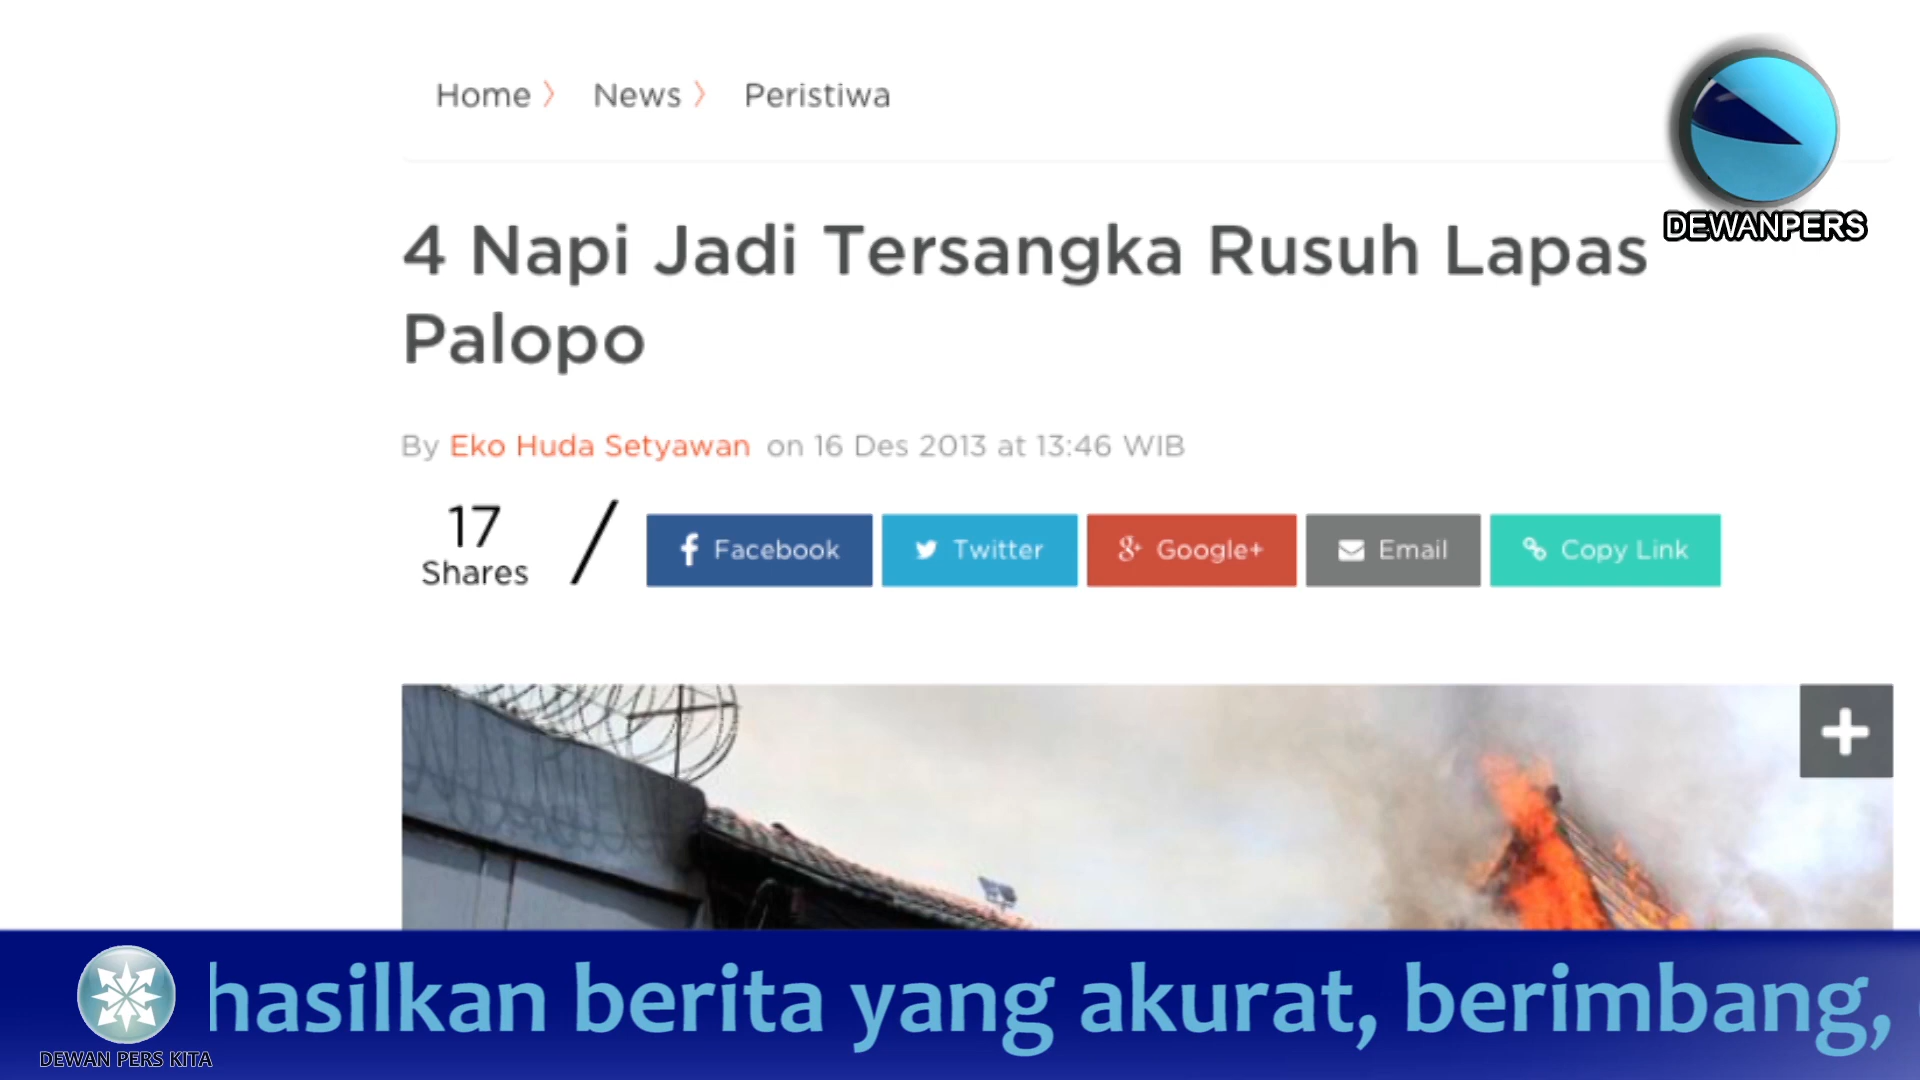 Home > News > Peristiwa
DEWANPERS
4 Napi Jadi Tersangka Rusuh Lapas
Palopo
By Eko Huda Setyawan on 16 Des 2013 at 13:46 WIB
17
Shares
Facebook
Twitter
Google+
Email
Copy Link
hasilkan berita yang akurat, berimbang,
DEWAN PERS KITA